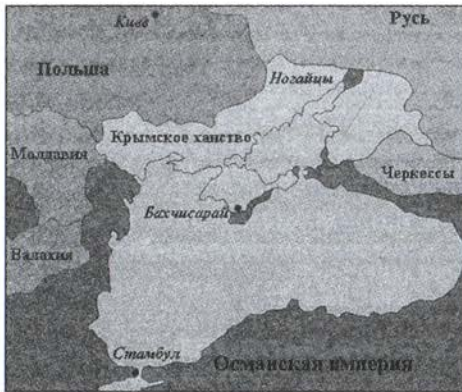 Киев
Русь
Польша
Ногайцы
Крымское ханство
Молдавия
Черкессы
Бахчисарай
Валахия
Стамбул
Османская империя